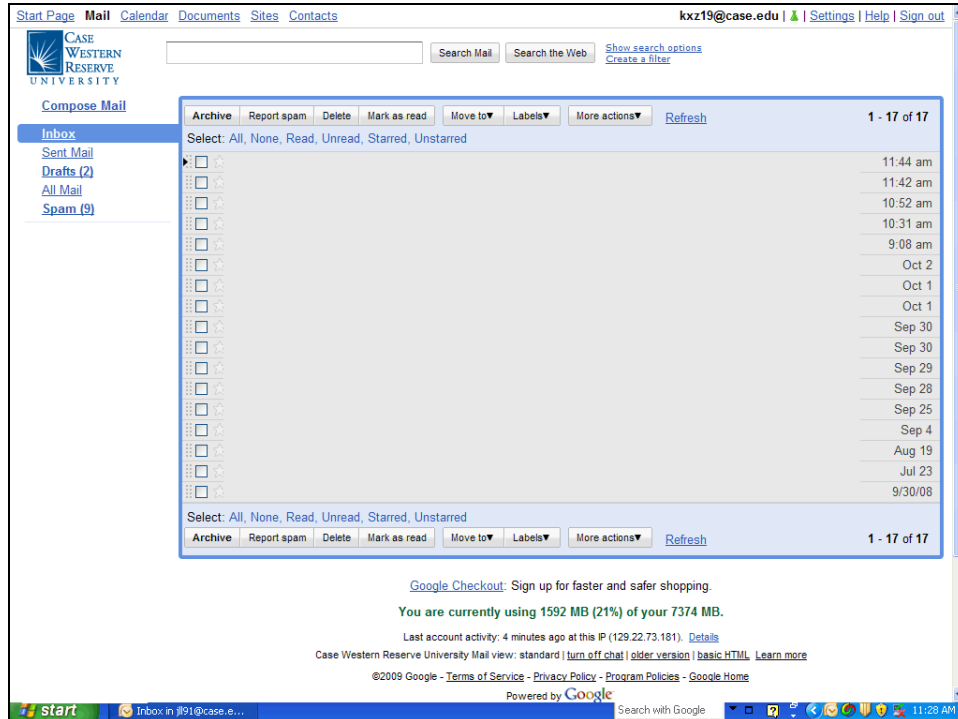 Start Page Mail Calendar Documents Sites Contacts kxz19@case.edu | Settings | Help | Sign out
CASE
WESTERN
RESERVE
UNIVERSITY
Search Mail Search the Web Show search options
Create a filter
Compose Mail
Inbox
Sent Mail
Drafts (2)
All Mail
Spam (9)
Archive Report spam Delete Mark as read Move to▼ Labels▼ More actions▼ Refresh 1 - 17 of 17
Select: All, None, Read, Unread, Starred, Unstarred
11:44 am
11:42 am
10:52 am
10:31 am
9:08 am
Oct 2
Oct 1
Oct 1
Sep 30
Sep 30
Sep 29
Sep 28
Sep 25
Sep 4
Aug 19
Jul 23
9/30/08
Select: All, None, Read, Unread, Starred, Unstarred
Archive Report spam Delete Mark as read Move to▼ Labels▼ More actions▼ Refresh 1 - 17 of 17
Google Checkout: Sign up for faster and safer shopping.
You are currently using 1592 MB (21%) of your 7374 MB.
Last account activity: 4 minutes ago at this IP (129.22.73.181). Details
Case Western Reserve University Mail view: standard | turn off chat | older version | basic HTML Learn more
©2009 Google - Terms of Service - Privacy Policy - Program Policies - Google Home
Powered by Google
start Inbox in jl91@case.e... Search with Google 11:28 AM